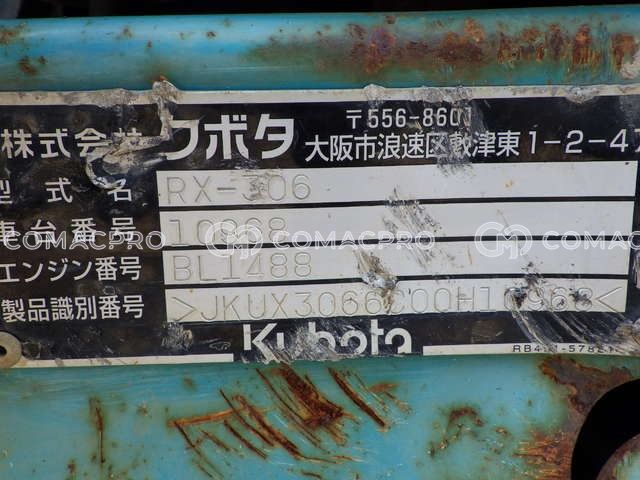 株式会社クボタ
〒556-8601
大阪市浪速区敷津東1-2-47
型式名 RX-306
車台番号 10968
COMACPRO COMACPRO COMACPRO
エンジン番号 BL1488
製品識別番号
Kubota